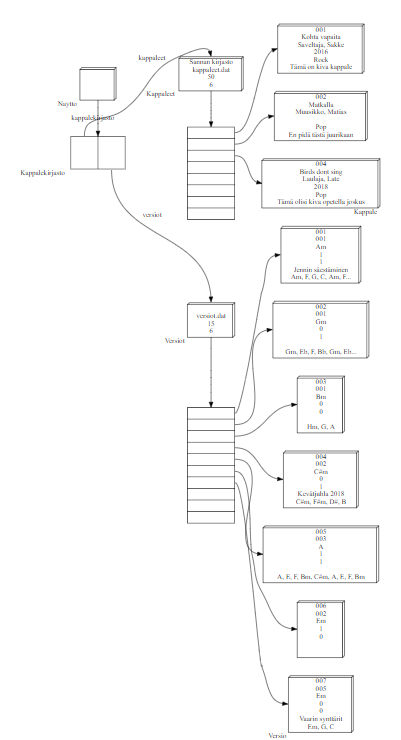 001
Kohta vapaita
Säveltäjä, Sakke
2016
Rock
Tämä on kiva kappale
kappaleet
Sannan kirjasto
kappaleet.dat
50
6
Kappaleet
Naytto
kappalekirjasto
Kappalekirjasto
002
Matkalla
Muusikko, Matias
Pop
En pidä tästä juurikaan
004
Birds dont sing
Laulaja, Late
2018
Pop
Tämä olisi kiva opetella joskus
Kappale
versiot
001
001
Am
1
1
Jennin säestäminen
Am, F, G, C, Am, F..
versiot.dat
15
6
Versiot
002
001
Gm
0
1
Gm, Eb, F, Bb, Gm, Eb...
003
001
Bm
0
0
Hm, G, A
004
002
C#m
0
1
Kevätjuhla 2018
C#m, F#m, D#, B
005
003
A
1
1
A, E, F, Bm, C#m, A, E, F, Bm
006
002
Em
1
0
007
005
Em
0
0
Vaarin synttärit
Em, G, C
Versio